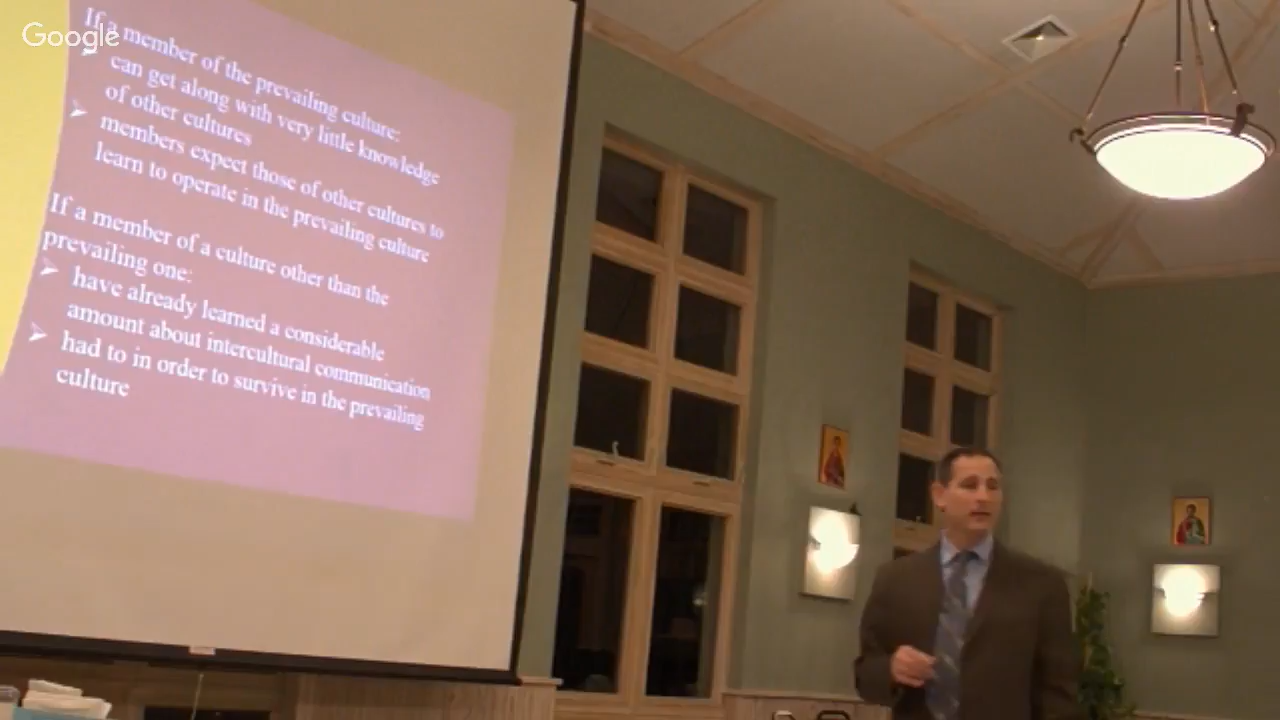 Google
If a member of the prevailing culture:
can get along with very little knowledge
of other cultures
members expect those of other cultures to
learn to operate in the prevailing culture
If a member of a culture other than the
prevailing one:
have already learned a considerable
amount about intercultural communication
had to in order to survive in the prevailing
culture